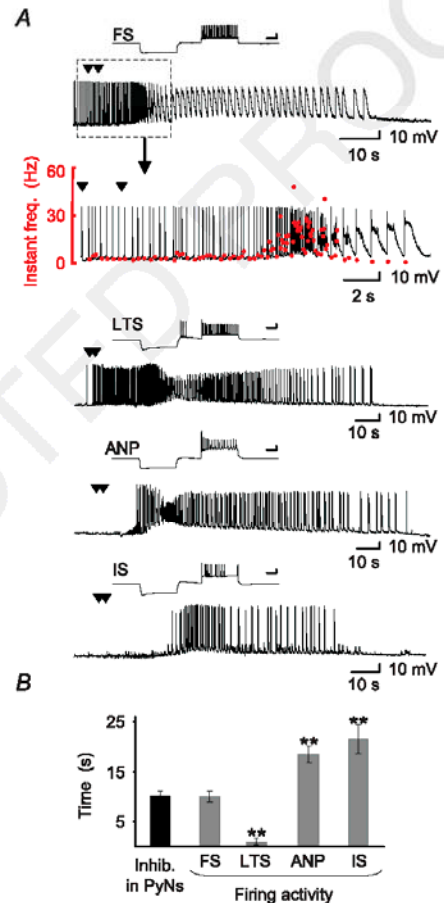 A
FS
10 mV
10 s
60
30
0
Instant freq. (Hz)
10 mV
2 s
LTS
10 mV
10 s
ANP
10 mV
10 s
IS
10 mV
10 s
B
25
15
5
Time (s)
**
**
**
**
Inhib.
in PyNs
FS LTS ANP IS
Firing activity